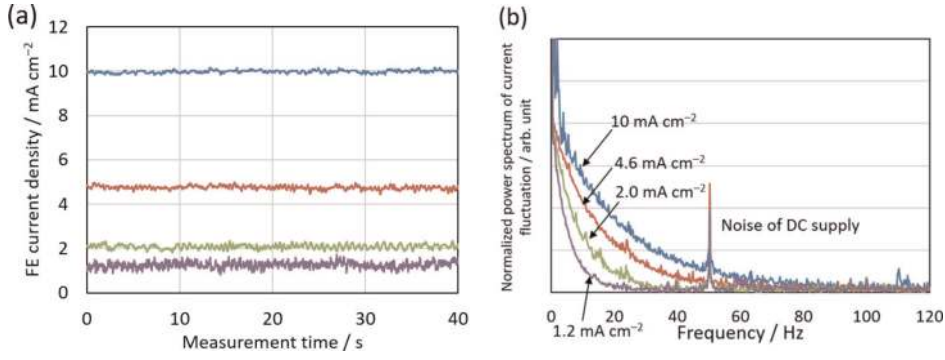 (a)
FE current density / mA cm⁻²
12
10
8
6
4
2
0
0 10 20 30 40
Measurement time / s
(b)
Normalized power spectrum of current
fluctuation / arb. unit
10 mA cm⁻²
4.6 mA cm⁻²
2.0 mA cm⁻²
Noise of DC supply
0 20 40 60 80 100 120
1.2 mA cm⁻²
Frequency / Hz